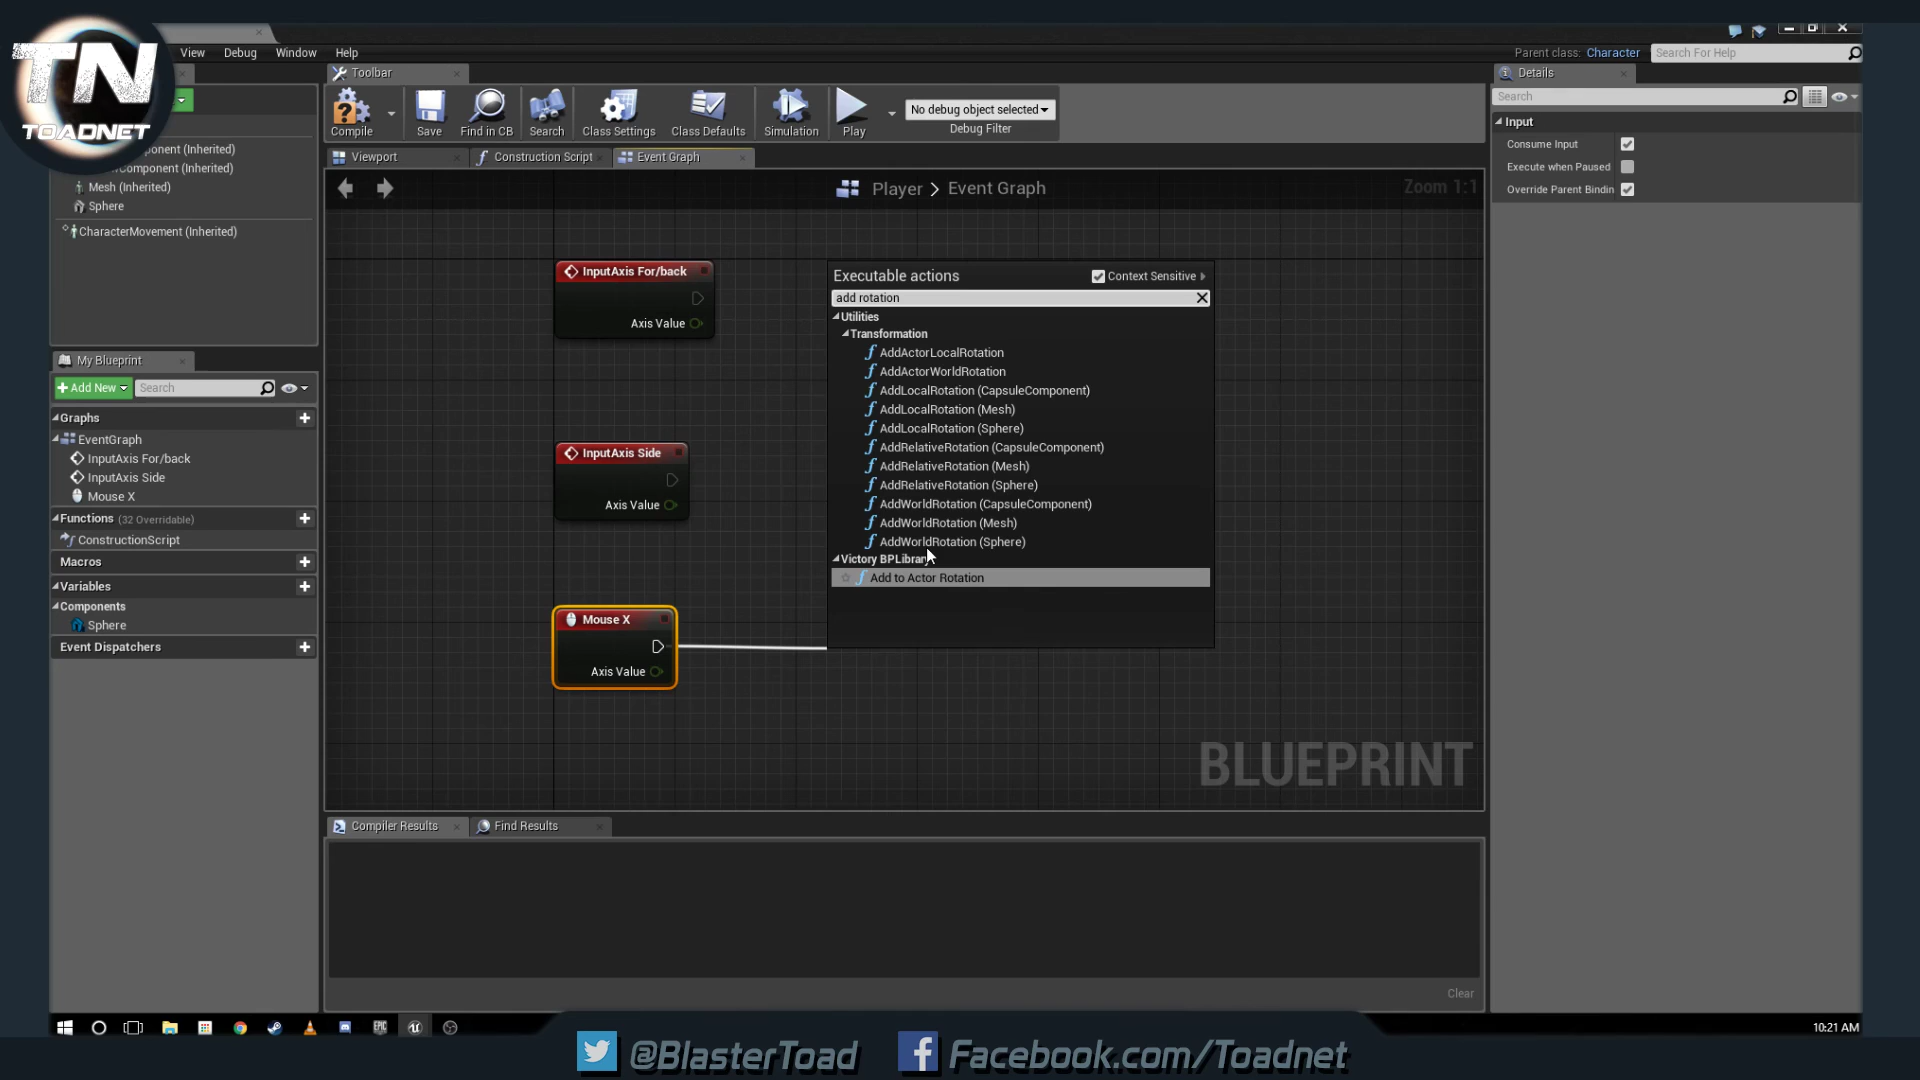 TN
TOADNET
View Debug Window Help
Parent class: Character
Search For Help
Toolbar
Details
Compile
Save
Find in CB
Search
Class Settings
Class Defaults
Simulation
Play
No debug object selected
Debug Filter
Search
Input
Consume Input
Execute when Paused
Override Parent Bindin
ponent (Inherited)
omponent (Inherited)
Mesh (Inherited)
Sphere
CharacterMovement (Inherited)
Viewport
Construction Script
Event Graph
Player > Event Graph
Zoom 1:1
My Blueprint
+ Add New
Search
Graphs
EventGraph
InputAxis For/back
InputAxis Side
Mouse X
Functions (32 Overridable)
ConstructionScript
Macros
Variables
Components
Sphere
Event Dispatchers
InputAxis For/back
Axis Value
InputAxis Side
Axis Value
Mouse X
Axis Value
Executable actions
Context Sensitive
add rotation
Utilities
Transformation
AddActorLocalRotation
AddActorWorldRotation
AddLocalRotation (CapsuleComponent)
AddLocalRotation (Mesh)
AddLocalRotation (Sphere)
AddRelativeRotation (CapsuleComponent)
AddRelativeRotation (Mesh)
AddRelativeRotation (Sphere)
AddWorldRotation (CapsuleComponent)
AddWorldRotation (Mesh)
AddWorldRotation (Sphere)
Victory BPLibrary
Add to Actor Rotation
BLUEPRINT
Compiler Results
Find Results
Clear
EPIC
10:21 AM
@BlasterToad
Facebook.com/Toadnet